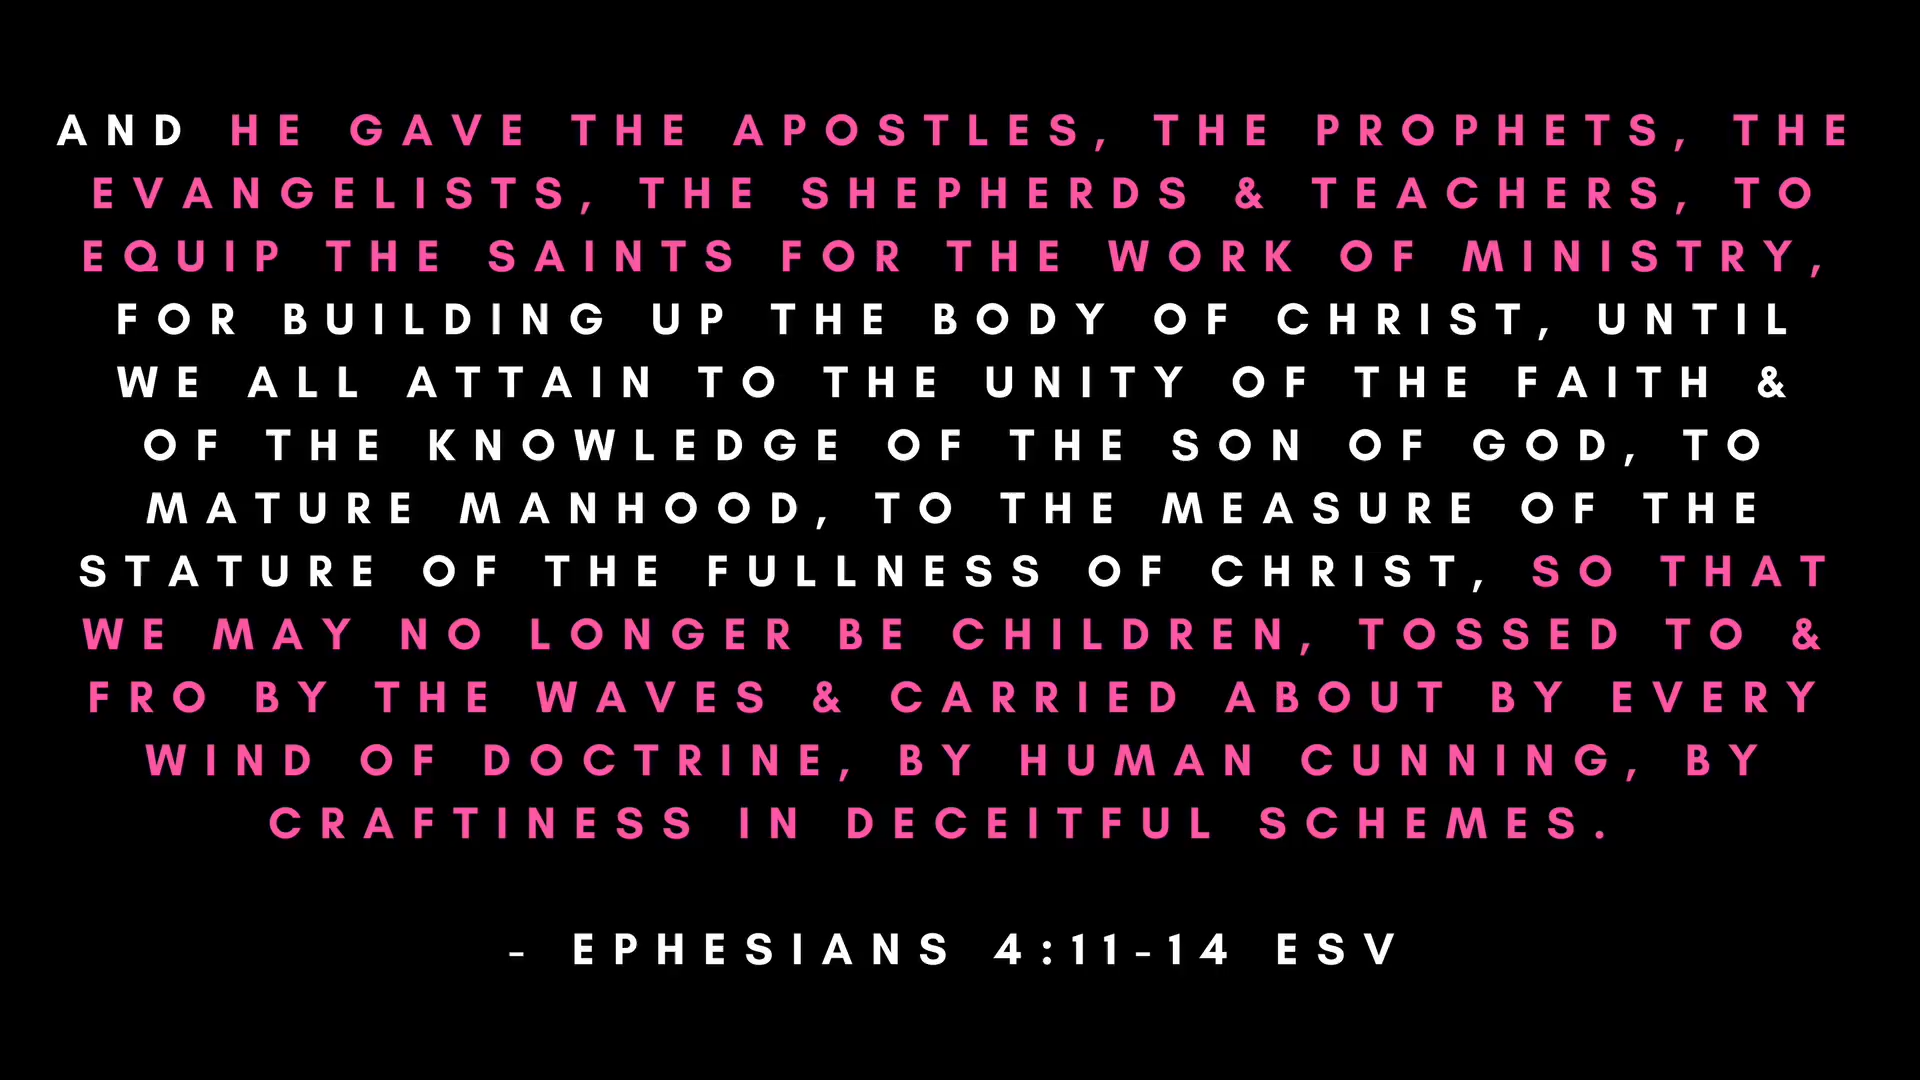 AND HE GAVE THE APOSTLES, THE PROPHETS, THE
EVANGELISTS, THE SHEPHERDS & TEACHERS, TO
EQUIP THE SAINTS FOR THE WORK OF MINISTRY,
FOR BUILDING UP THE BODY OF CHRIST, UNTIL
WE ALL ATTAIN TO THE UNITY OF THE FAITH &
OF THE KNOWLEDGE OF THE SON OF GOD, TO
MATURE MANHOOD, TO THE MEASURE OF THE
STATURE OF THE FULLNESS OF CHRIST, SO THAT
WE MAY NO LONGER BE CHILDREN, TOSSED TO &
FRO BY THE WAVES & CARRIED ABOUT BY EVERY
WIND OF DOCTRINE, BY HUMAN CUNNING, BY
CRAFTINESS IN DECEITFUL SCHEMES.
- EPHESIANS 4:11-14 ESV